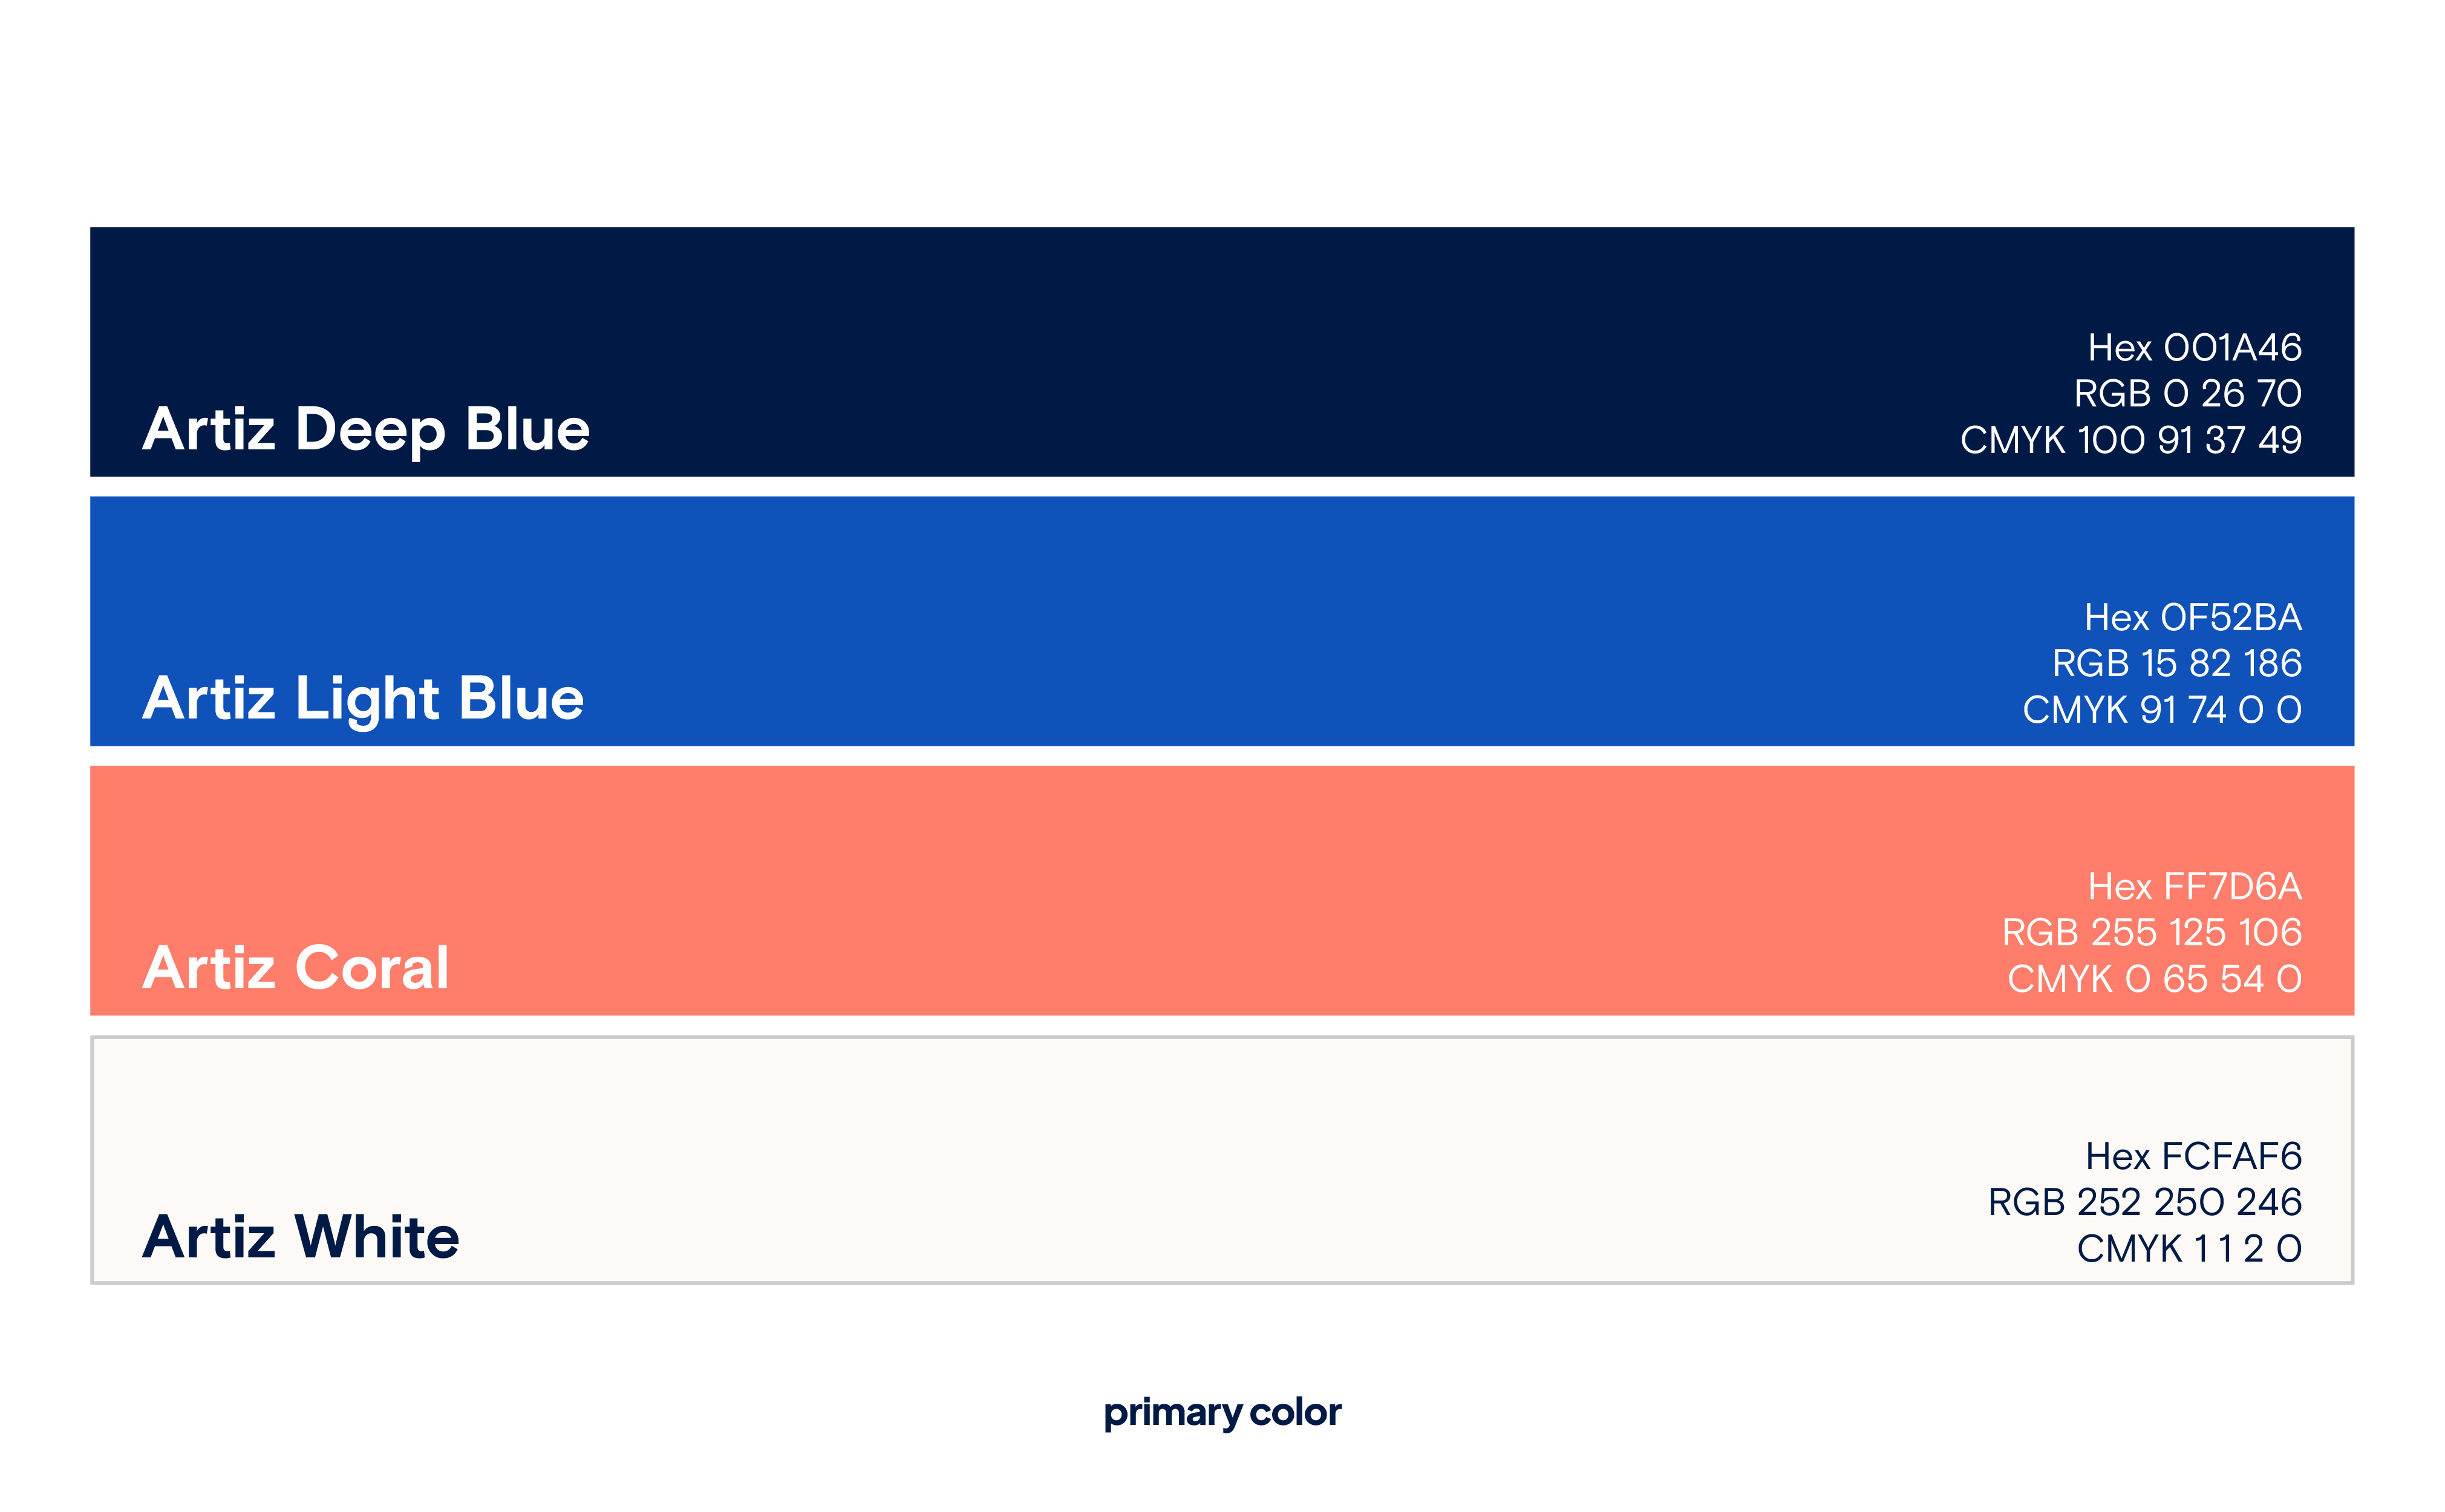 Artiz Deep Blue
Hex 001A46
RGB 0 26 70
CMYK 100 91 37 49
Artiz Light Blue
Hex 0F52BA
RGB 15 82 186
CMYK 91 74 0 0
Artiz Coral
Hex FF7D6A
RGB 255 125 106
CMYK 0 65 54 0
Artiz White
Hex FCFAF6
RGB 252 250 246
CMYK 1 1 2 0
primary color